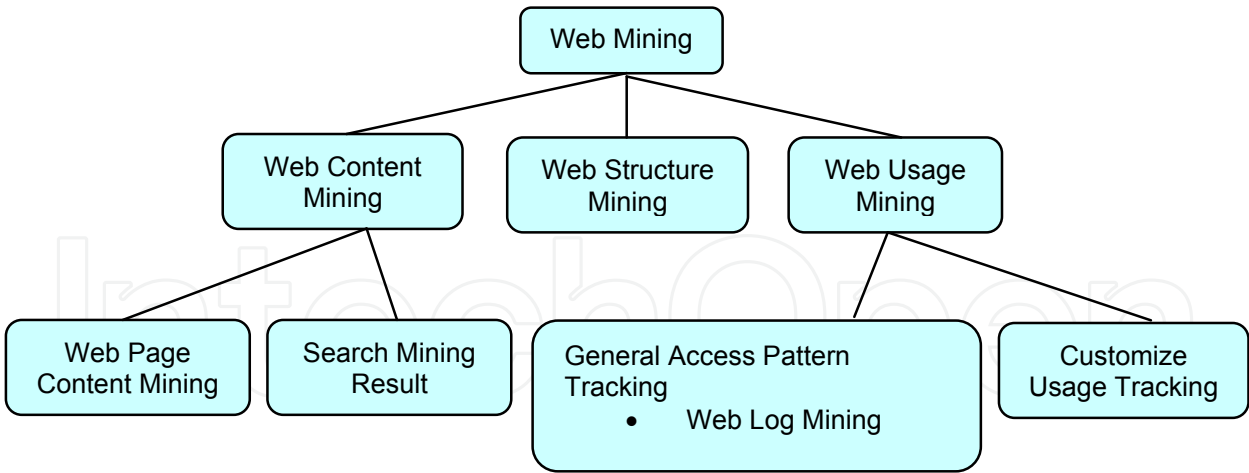 Web Mining
Web Content
Mining
Web Structure
Mining
Web Usage
Mining
IntechOpen
Web Page
Content Mining
Search Mining
Result
General Access Pattern
Tracking
• Web Log Mining
Customize
Usage Tracking